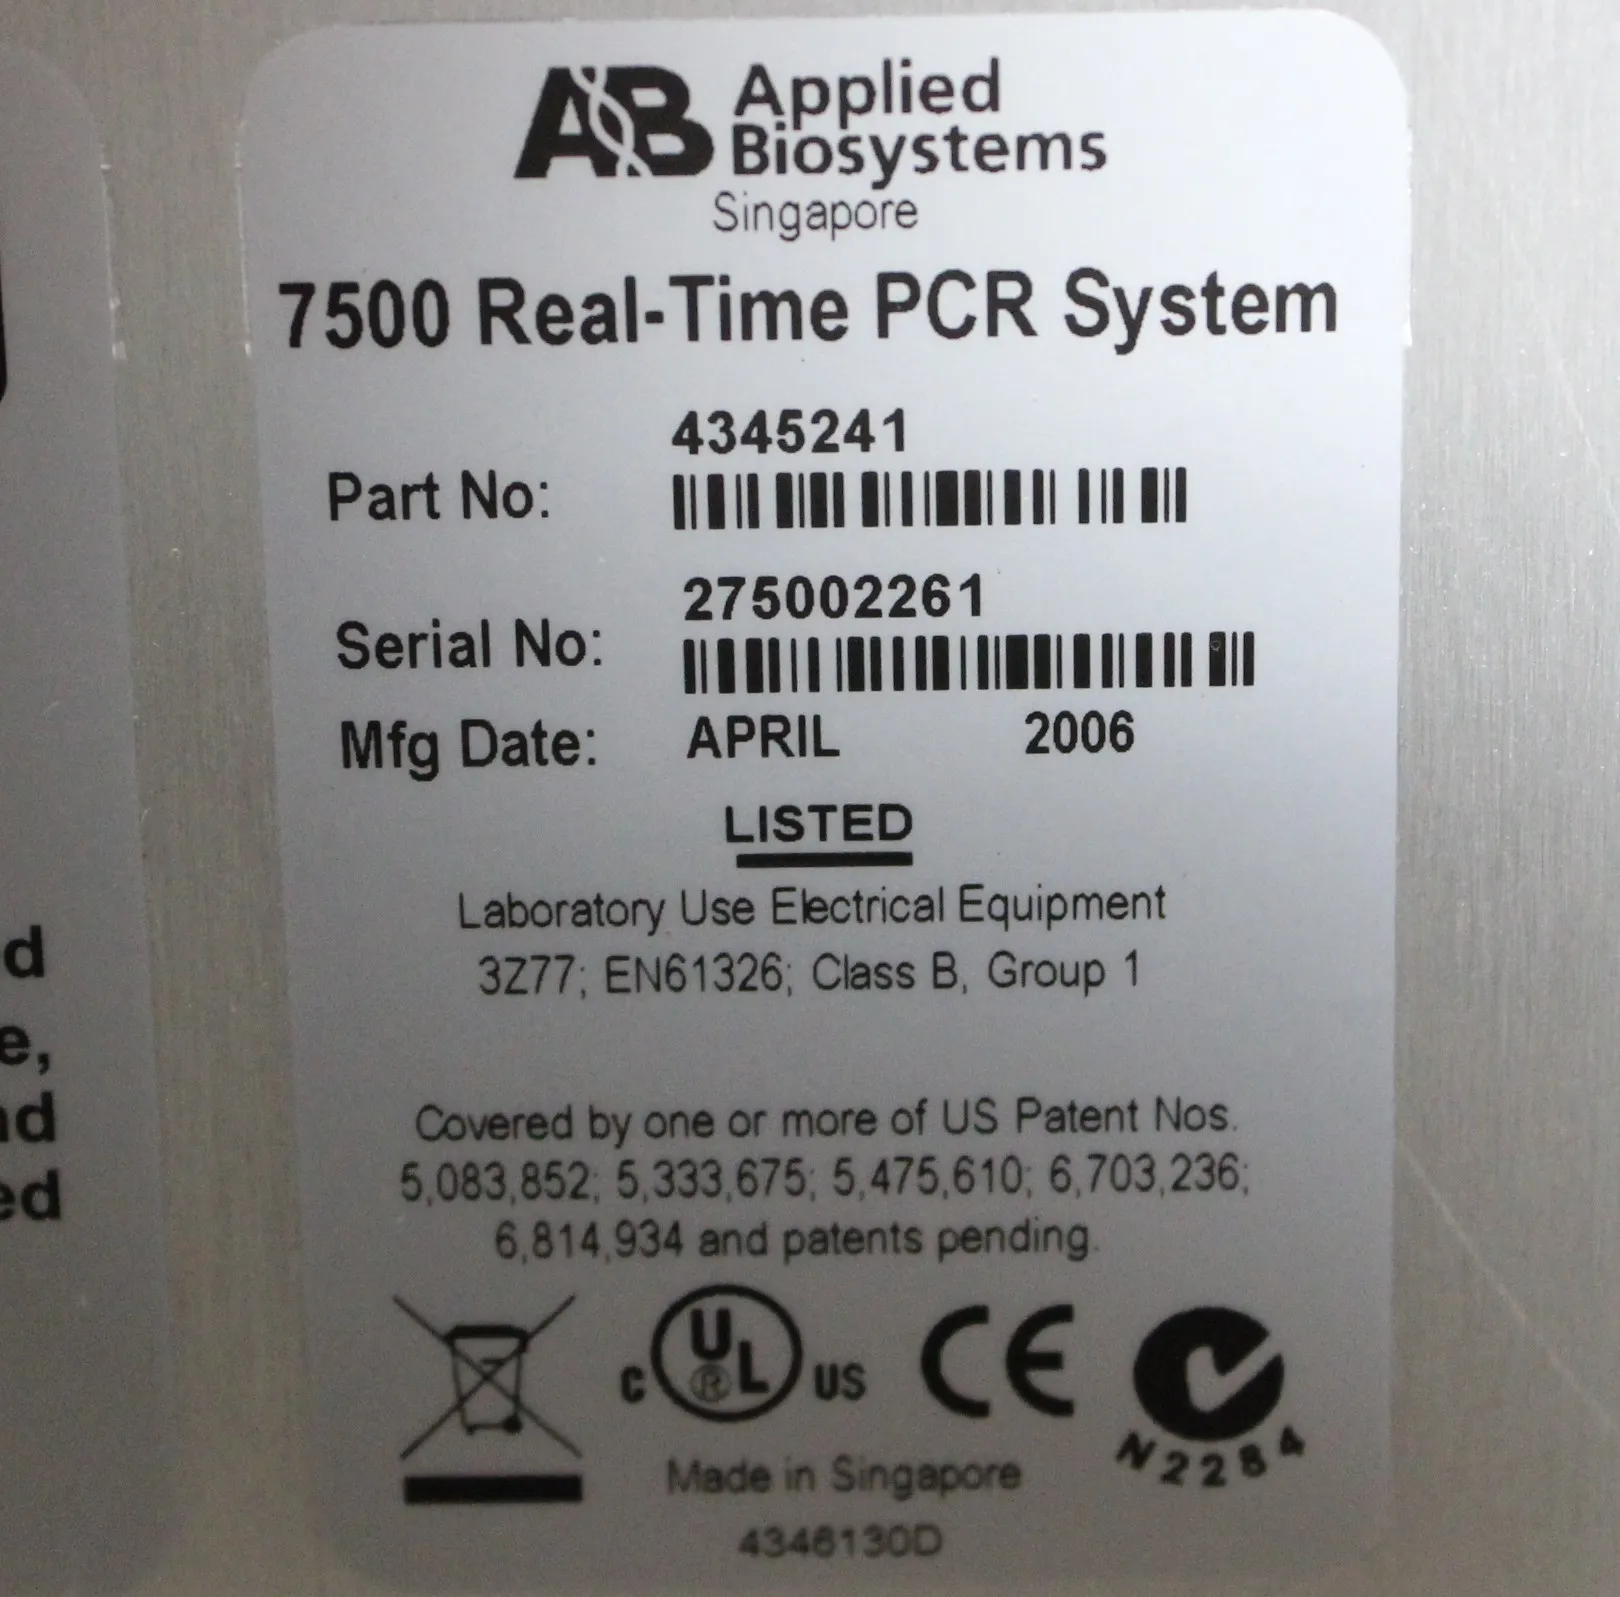 AB Applied
Biosystems
Singapore
7500 Real-Time PCR System
4345241
Part No:
275002261
Serial No:
Mfg Date: APRIL 2006
LISTED
Laboratory Use Electrical Equipment
3Z77; EN61326; Class B, Group 1
Covered by one or more of US Patent Nos.
5,083,852; 5,333,675; 5,475,610; 6,703,236;
6,814,934 and patents pending.
C UL ® US CE
N2284
Made in Singapore
4346130D
d
e,
nd
ed